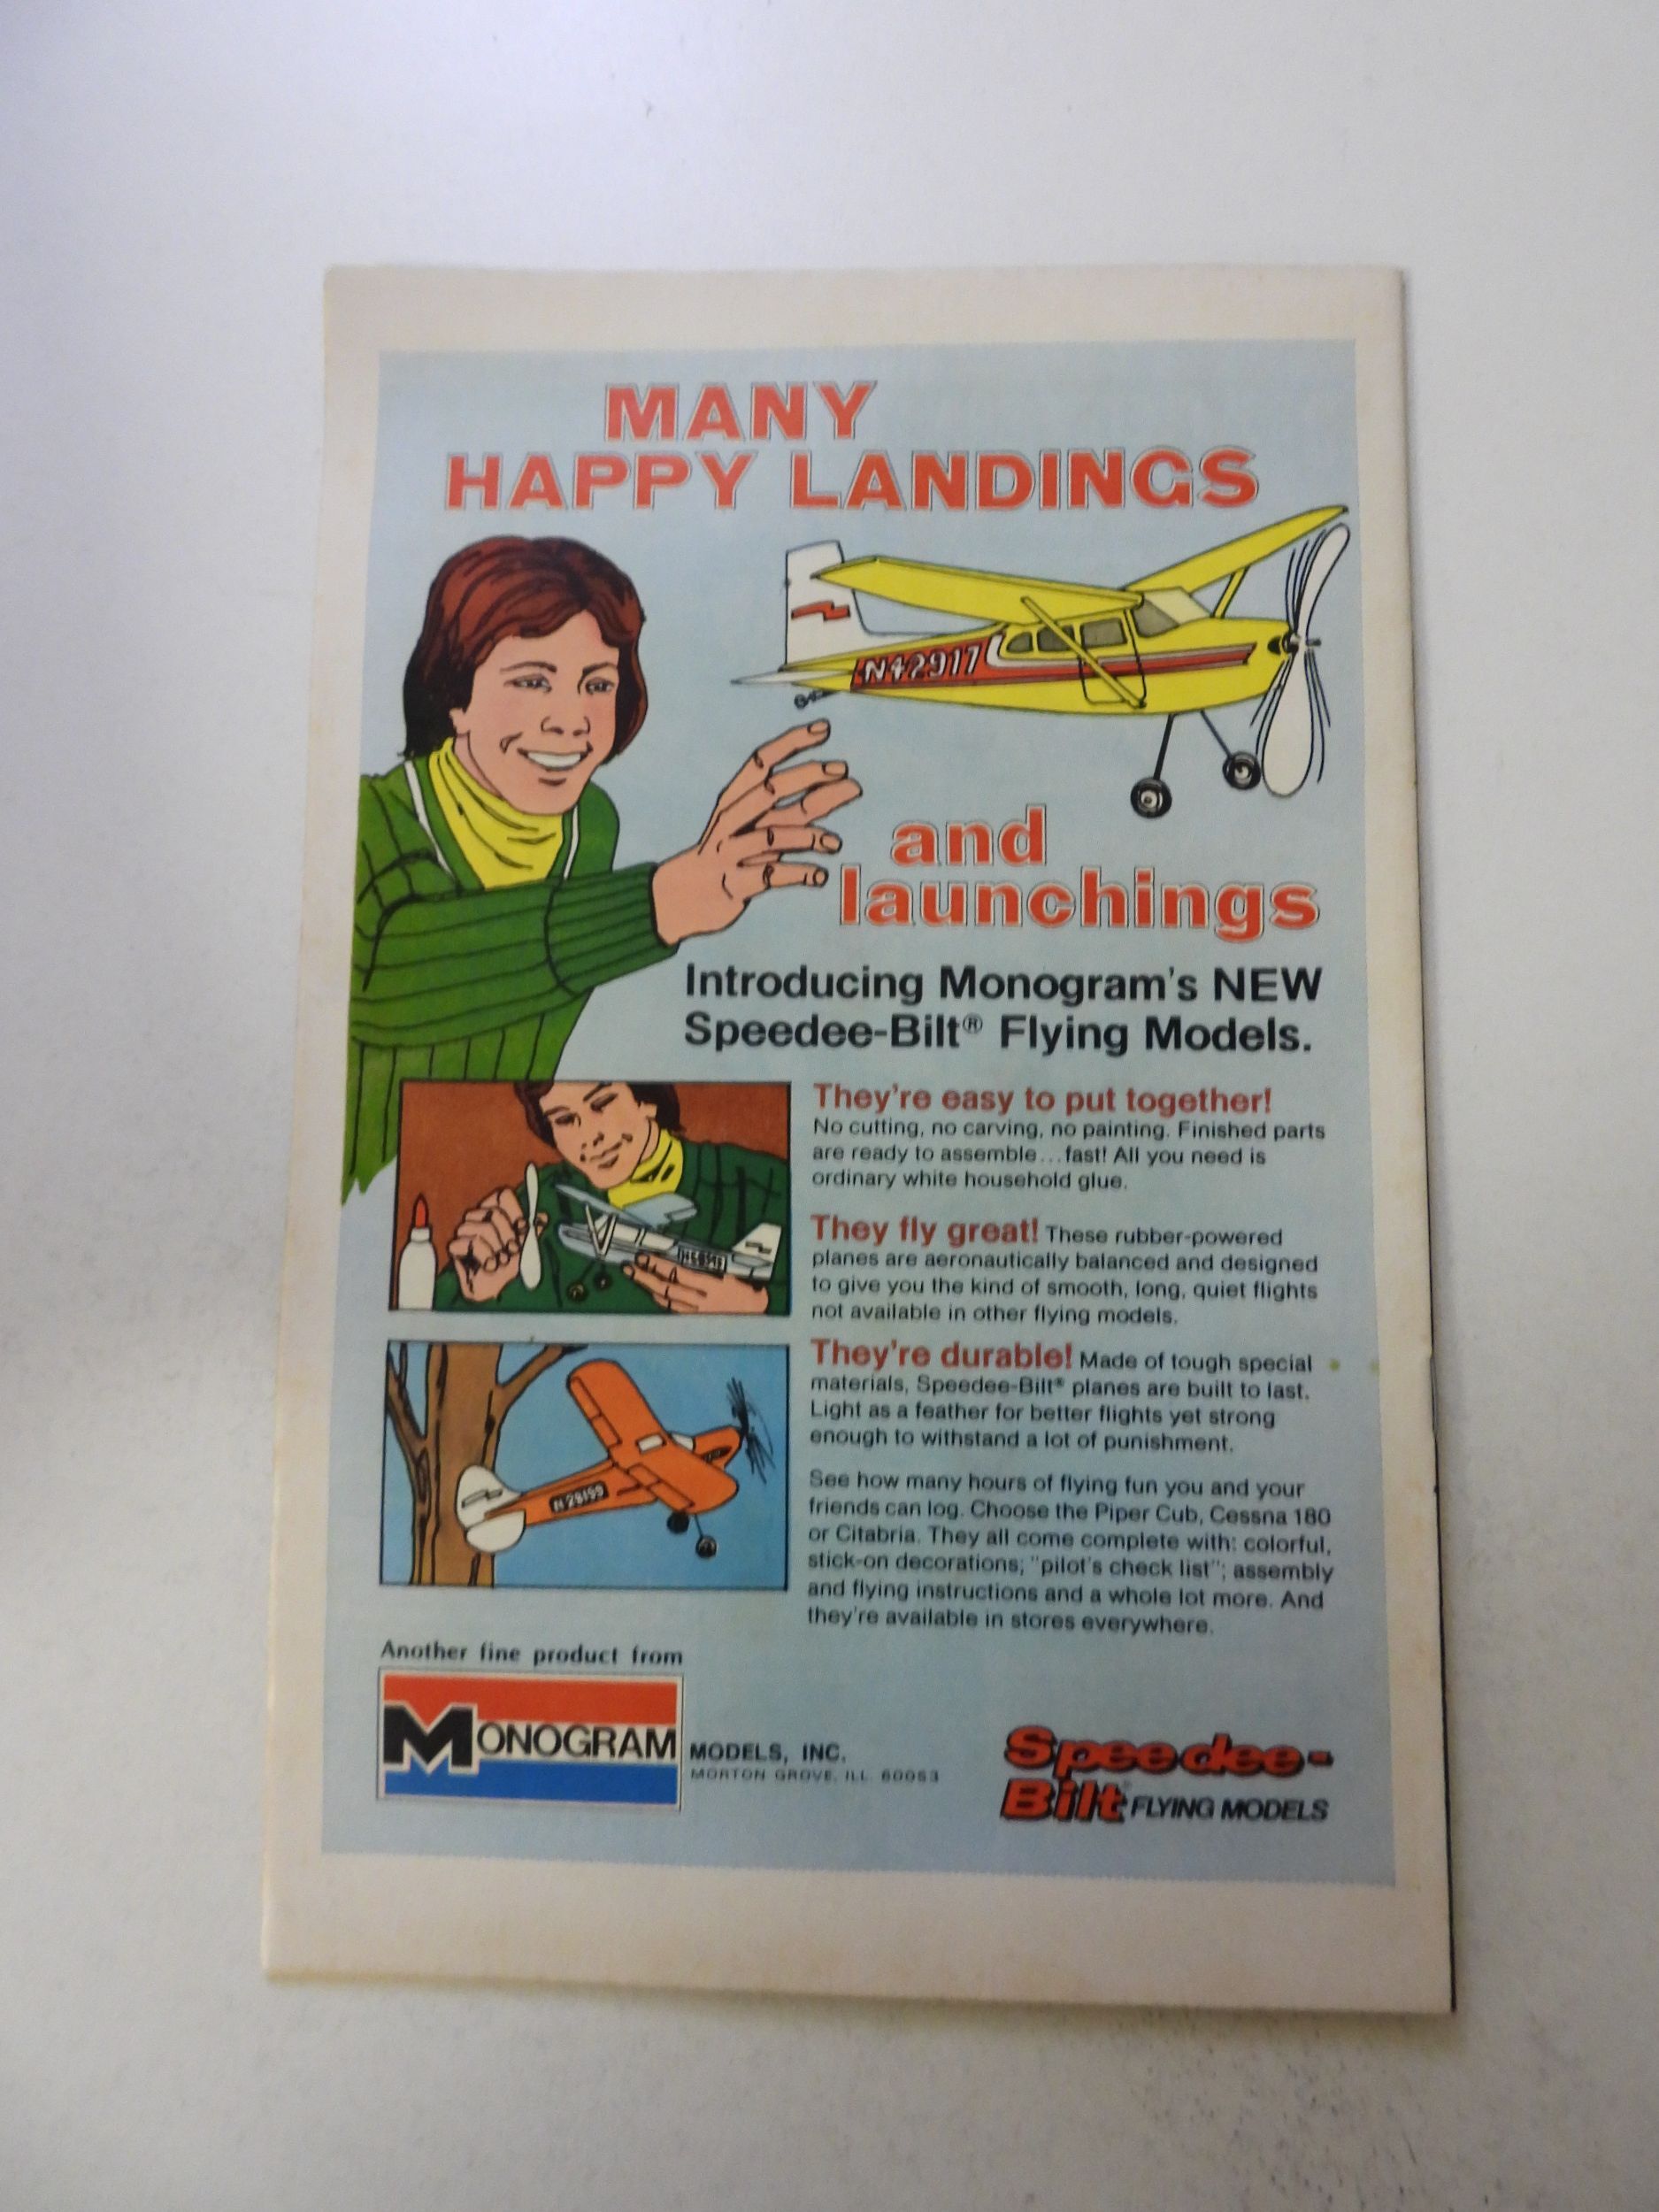 MANY
HAPPY LANDINGS
N42917
and
launchings
Introducing Monogram's NEW
Speedee-Bilt® Flying Models.
They're easy to put together!
No cutting, no carving, no painting. Finished parts
are ready to assemble...fast! All you need is
ordinary white household glue.
They fly great! These rubber-powered
planes are aeronautically balanced and designed
to give you the kind of smooth, long, quiet flights
not available in other flying models.
They're durable! Made of tough special
materials, Speedee-Bilt® planes are built to last.
Light as a feather for better flights yet strong
enough to withstand a lot of punishment.
N-28199
See how many hours of flying fun you and your
friends can log. Choose the Piper Cub, Cessna 180
or Citabria. They all come complete with: colorful,
stick-on decorations; "pilot's check list"; assembly
and flying instructions and a whole lot more. And
they're available in stores everywhere.
Another fine product from
MONOGRAM MODELS, INC.
MORTON GROVE, ILL. 60053
Speedee-
Bilt® FLYING MODELS